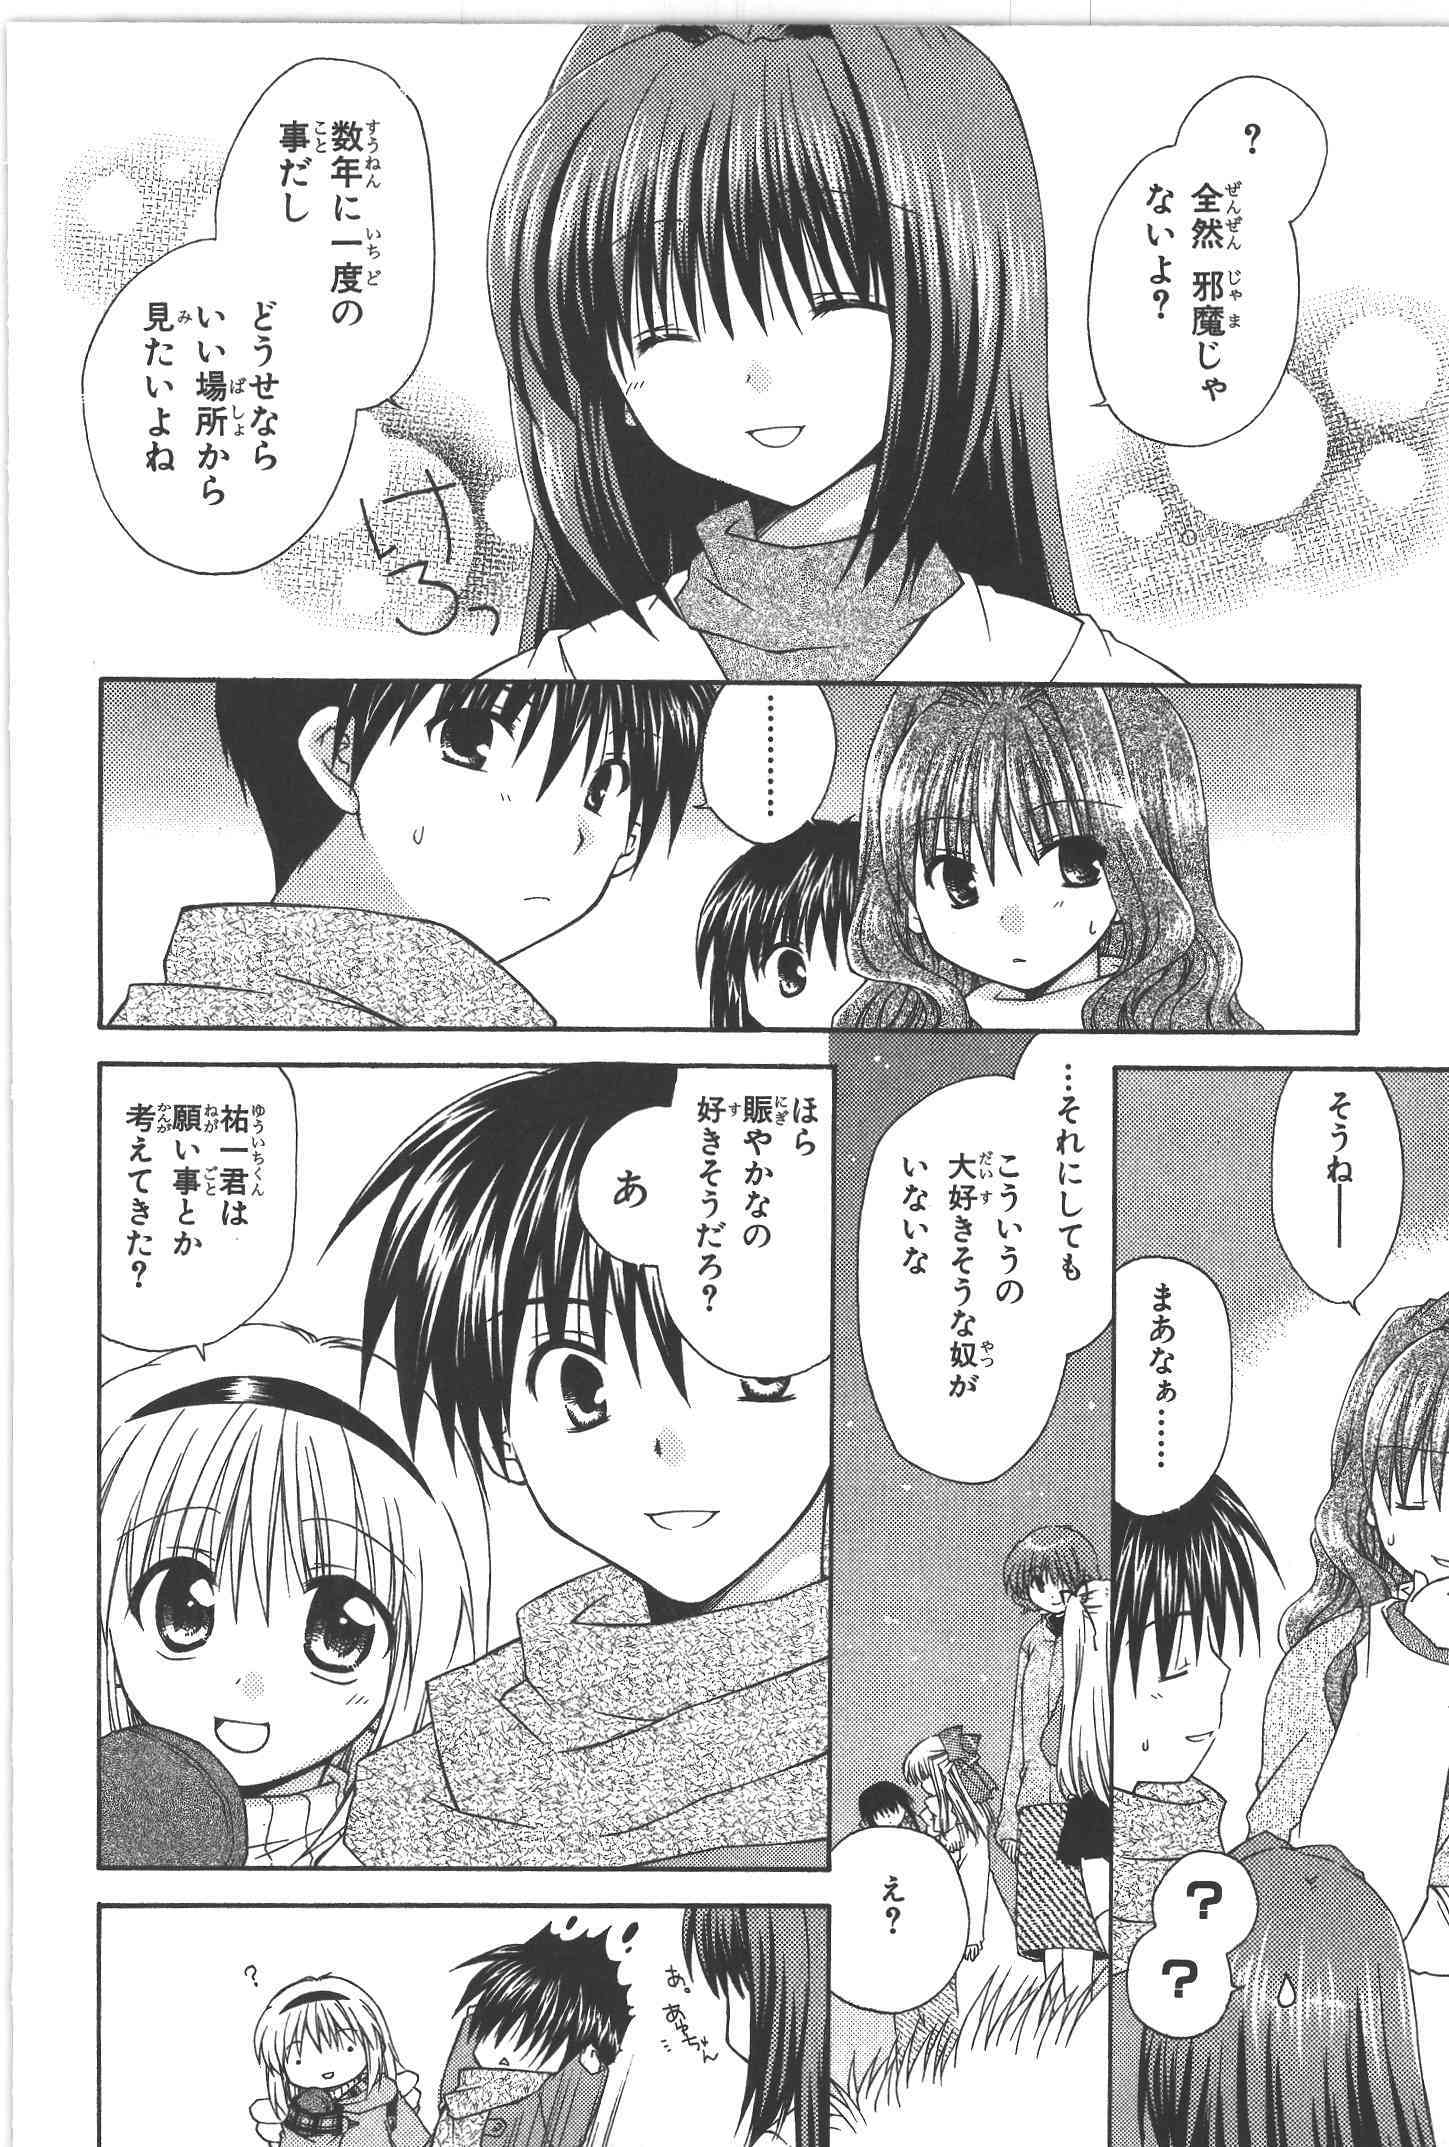 ?
全然 邪魔じゃ
ないよ?
数年に一度の
事だし
どうせなら
いい場所から
見たいよね
けろっ
…………
そうね──
まあなぁ……
?
?
…それにしても
こういうの
大好きそうな奴が
いないな
え?
ほら
賑やかなの
好きそうだろ?
あ
祐一君は
願い事とか
考えてきた?
あ。
あゆちゃん
?